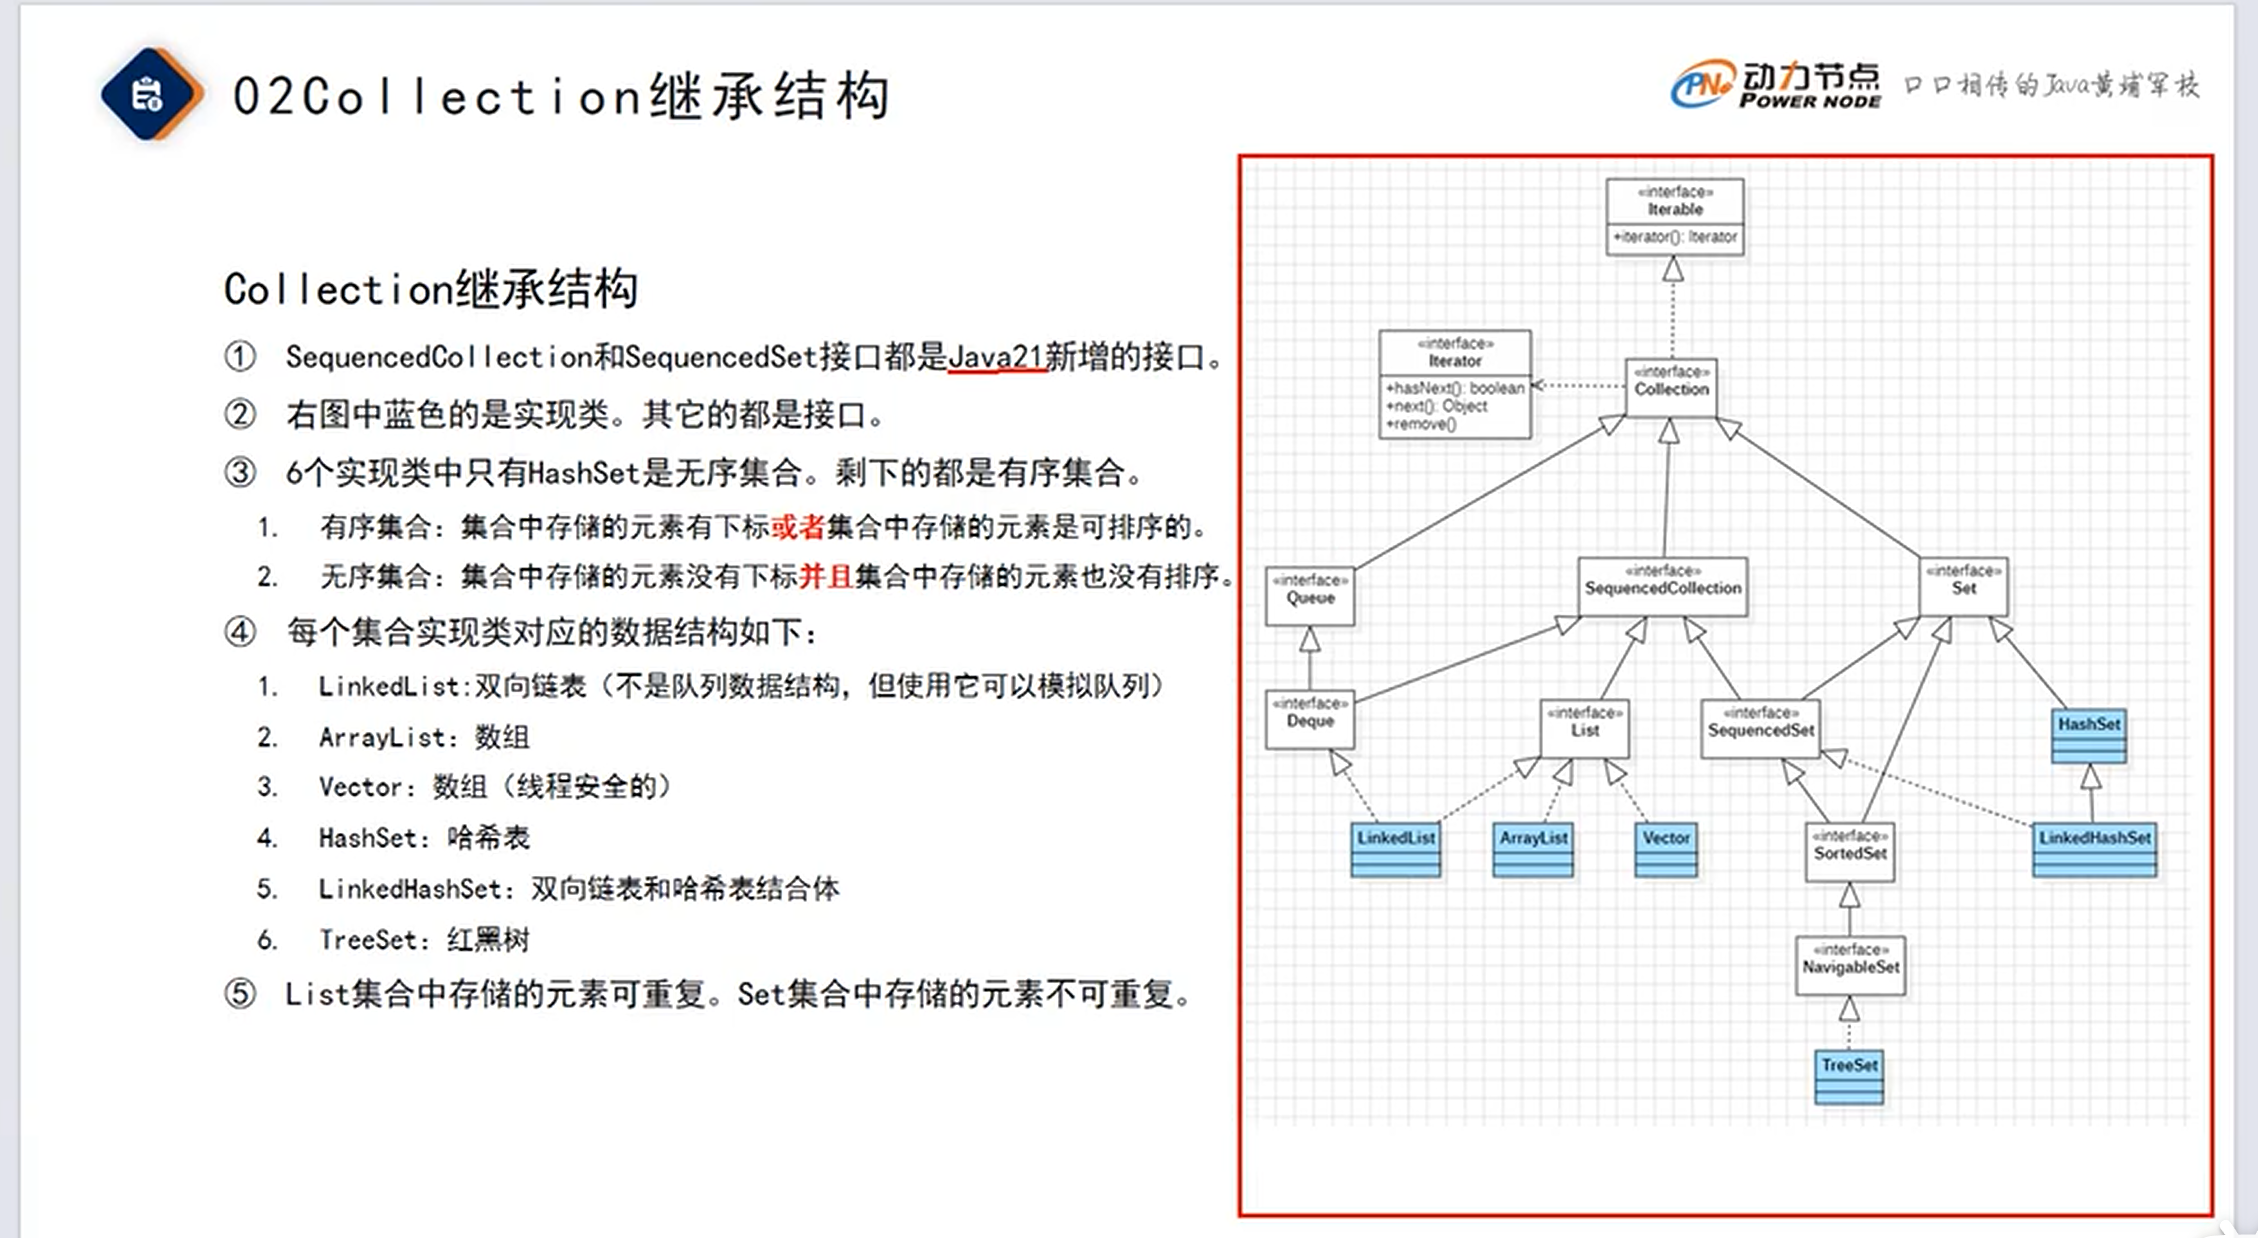 02Collection继承结构
动力节点
POWER NODE
口口相传的Java黄埔军校
Collection继承结构
① SequencedCollection和SequencedSet接口都是Java21新增的接口。
② 右图中蓝色的是实现类。其它的都是接口。
③ 6个实现类中只有HashSet是无序集合。剩下的都是有序集合。
1. 有序集合：集合中存储的元素有下标或者集合中存储的元素是可排序的。
2. 无序集合：集合中存储的元素没有下标并且集合中存储的元素也没有排序。
④ 每个集合实现类对应的数据结构如下：
1. LinkedList:双向链表（不是队列数据结构，但使用它可以模拟队列）
2. ArrayList：数组
3. Vector：数组（线程安全的）
4. HashSet：哈希表
5. LinkedHashSet：双向链表和哈希表结合体
6. TreeSet：红黑树
⑤ List集合中存储的元素可重复。Set集合中存储的元素不可重复。
«interface»
Iterable
+iterator(): Iterator
«interface»
Iterator
+hasNext(): boolean
+next(): Object
+remove()
«interface»
Collection
«interface»
Queue
«interface»
SequencedCollection
«interface»
Set
«interface»
Deque
«interface»
List
«interface»
SequencedSet
HashSet
LinkedList
ArrayList
Vector
«interface»
SortedSet
LinkedHashSet
«interface»
NavigableSet
TreeSet